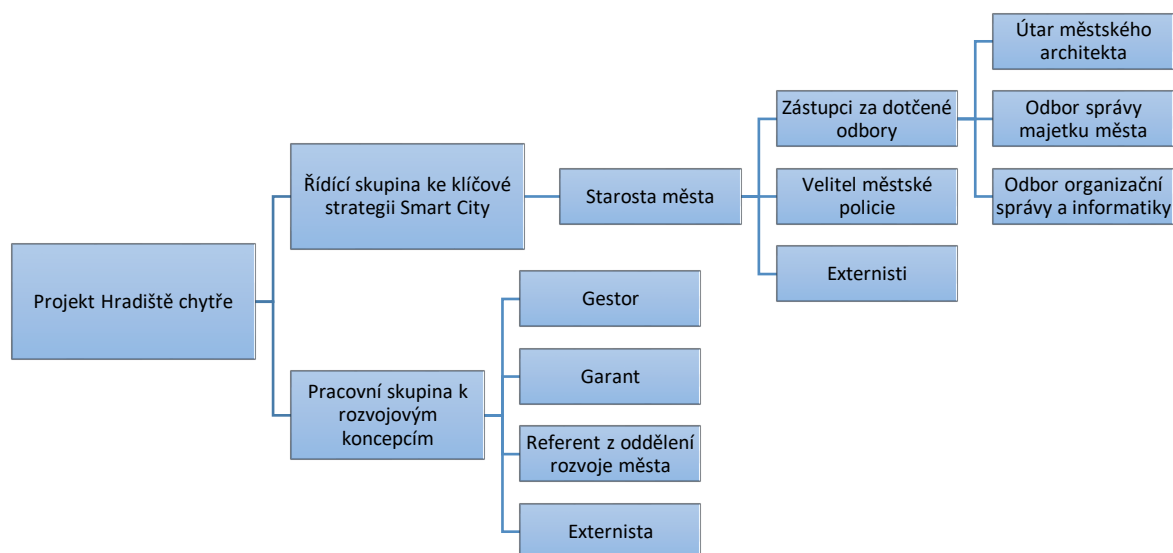 Projekt Hradiště chytře
Řídící skupina ke klíčové
strategii Smart City
Starosta města
Zástupci za dotčené
odbory
Útar městského
architekta
Odbor správy
majetku města
Odbor organizační
správy a informatiky
Velitel městské
policie
Externisti
Pracovní skupina k
rozvojovým
koncepcím
Gestor
Garant
Referent z oddělení
rozvoje města
Externista